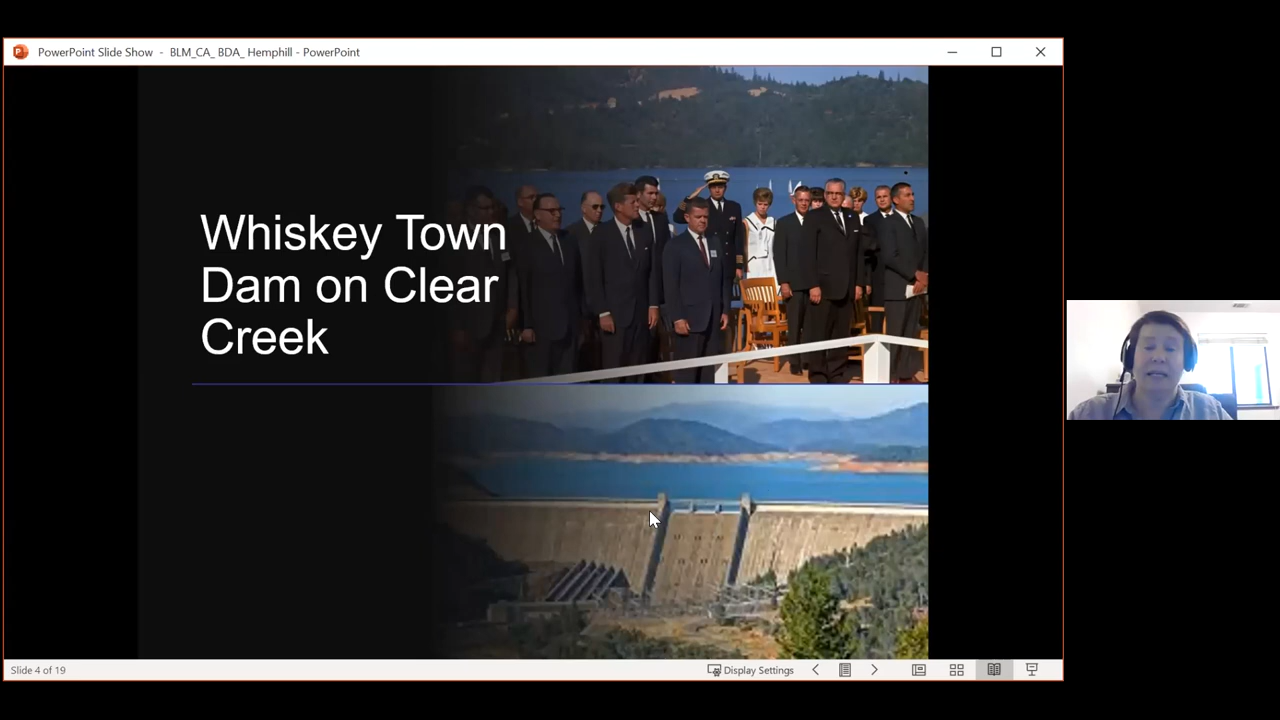 PowerPoint Slide Show - BLM_CA_ BDA_ Hemphill - PowerPoint
Whiskey Town
Dam on Clear
Creek
Slide 4 of 19
Display Settings